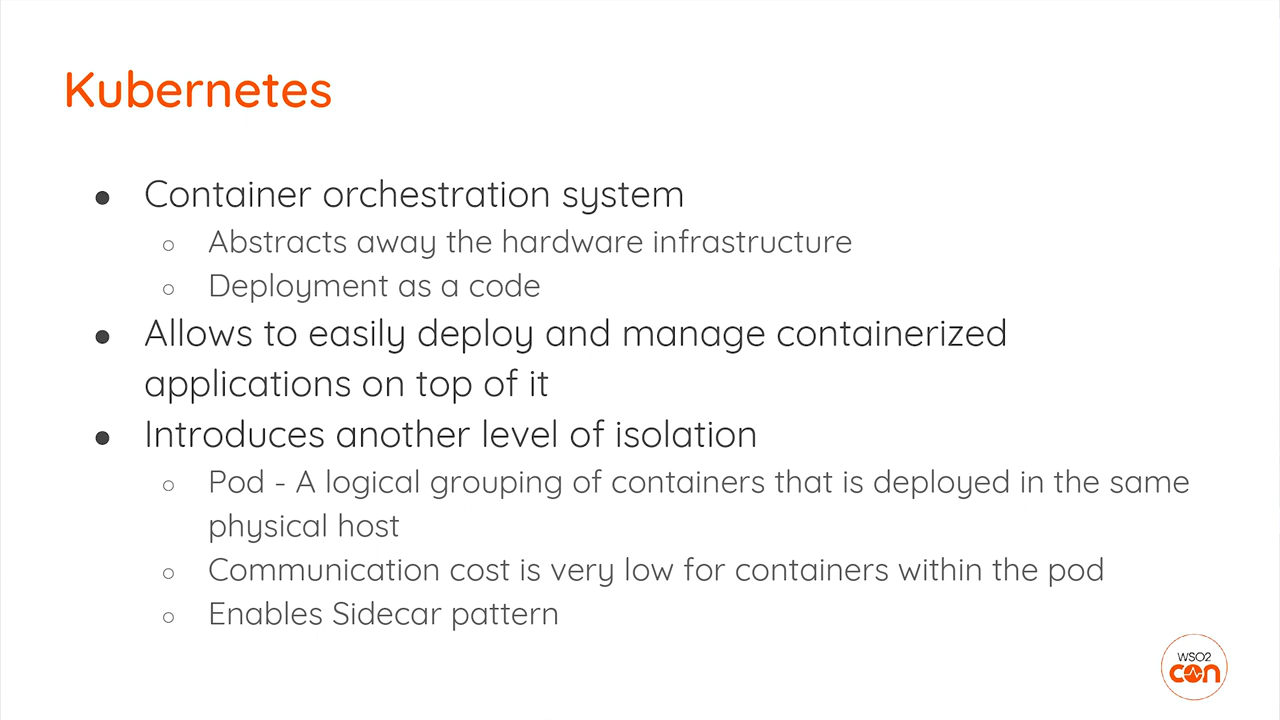 Kubernetes
● Container orchestration system
○ Abstracts away the hardware infrastructure
○ Deployment as a code
● Allows to easily deploy and manage containerized
applications on top of it
● Introduces another level of isolation
○ Pod - A logical grouping of containers that is deployed in the same
physical host
○ Communication cost is very low for containers within the pod
○ Enables Sidecar pattern
WSO2
con